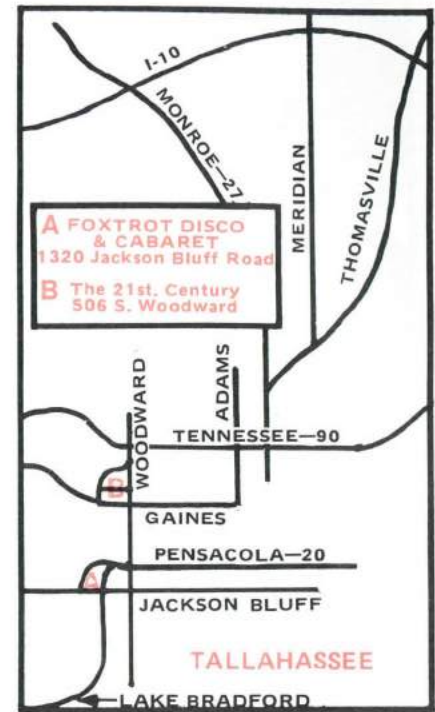 I-10
MONROE—27
MERIDIAN
THOMASVILLE
A FOXTROT DISCO
& CABARET
1320 Jackson Bluff Road
B The 21st. Century
506 S. Woodward
WOODWARD
ADAMS
TENNESSEE—90
B
GAINES
PENSACOLA—20
A
JACKSON BLUFF
TALLAHASSEE
LAKE BRADFORD